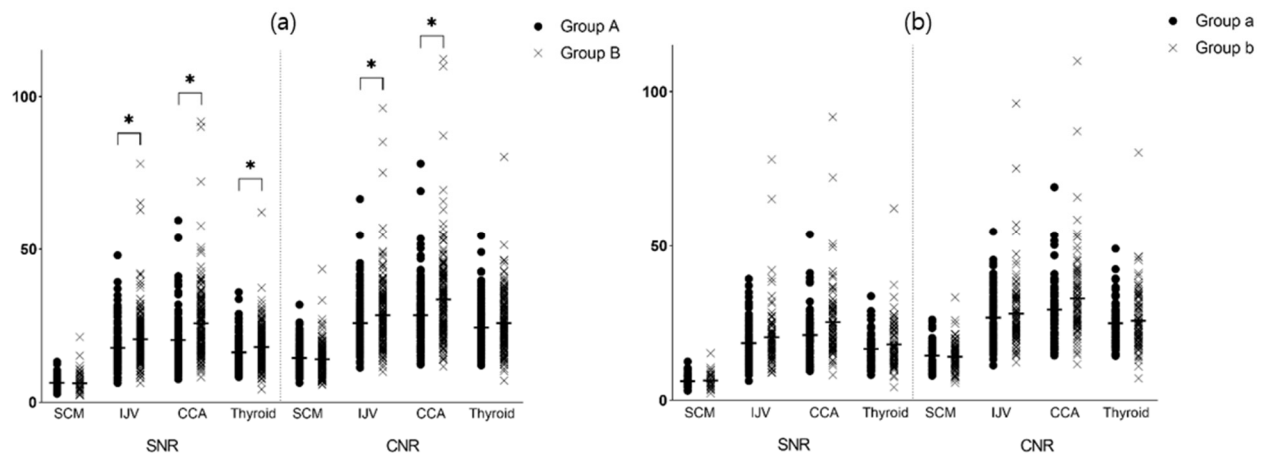 (a)
Group A
Group B
* * * * *
100
50
0
SCM IJV CCA Thyroid SCM IJV CCA Thyroid
SNR CNR
(b)
Group a
Group b
100
50
0
SCM IJV CCA Thyroid SCM IJV CCA Thyroid
SNR CNR